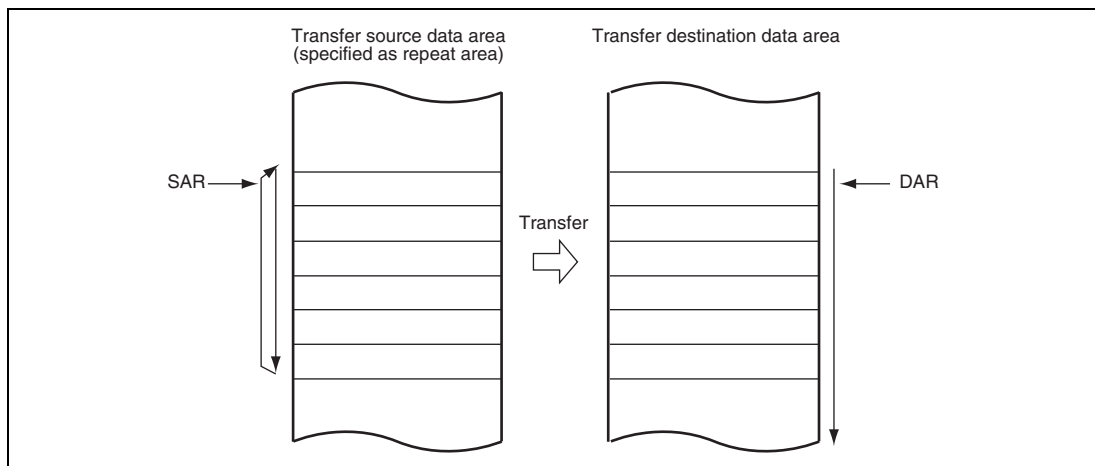 Transfer source data area
(specified as repeat area)
Transfer destination data area
SAR
Transfer
DAR